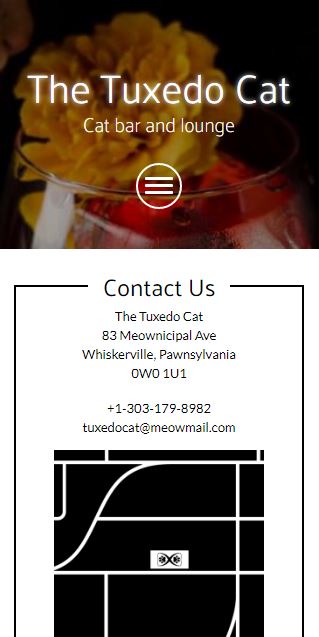 The Tuxedo Cat
Cat bar and lounge
Contact Us
The Tuxedo Cat
83 Meownicipal Ave
Whiskerville, Pawnsylvania
0W0 1U1
+1-303-179-8982
tuxedocat@meowmail.com